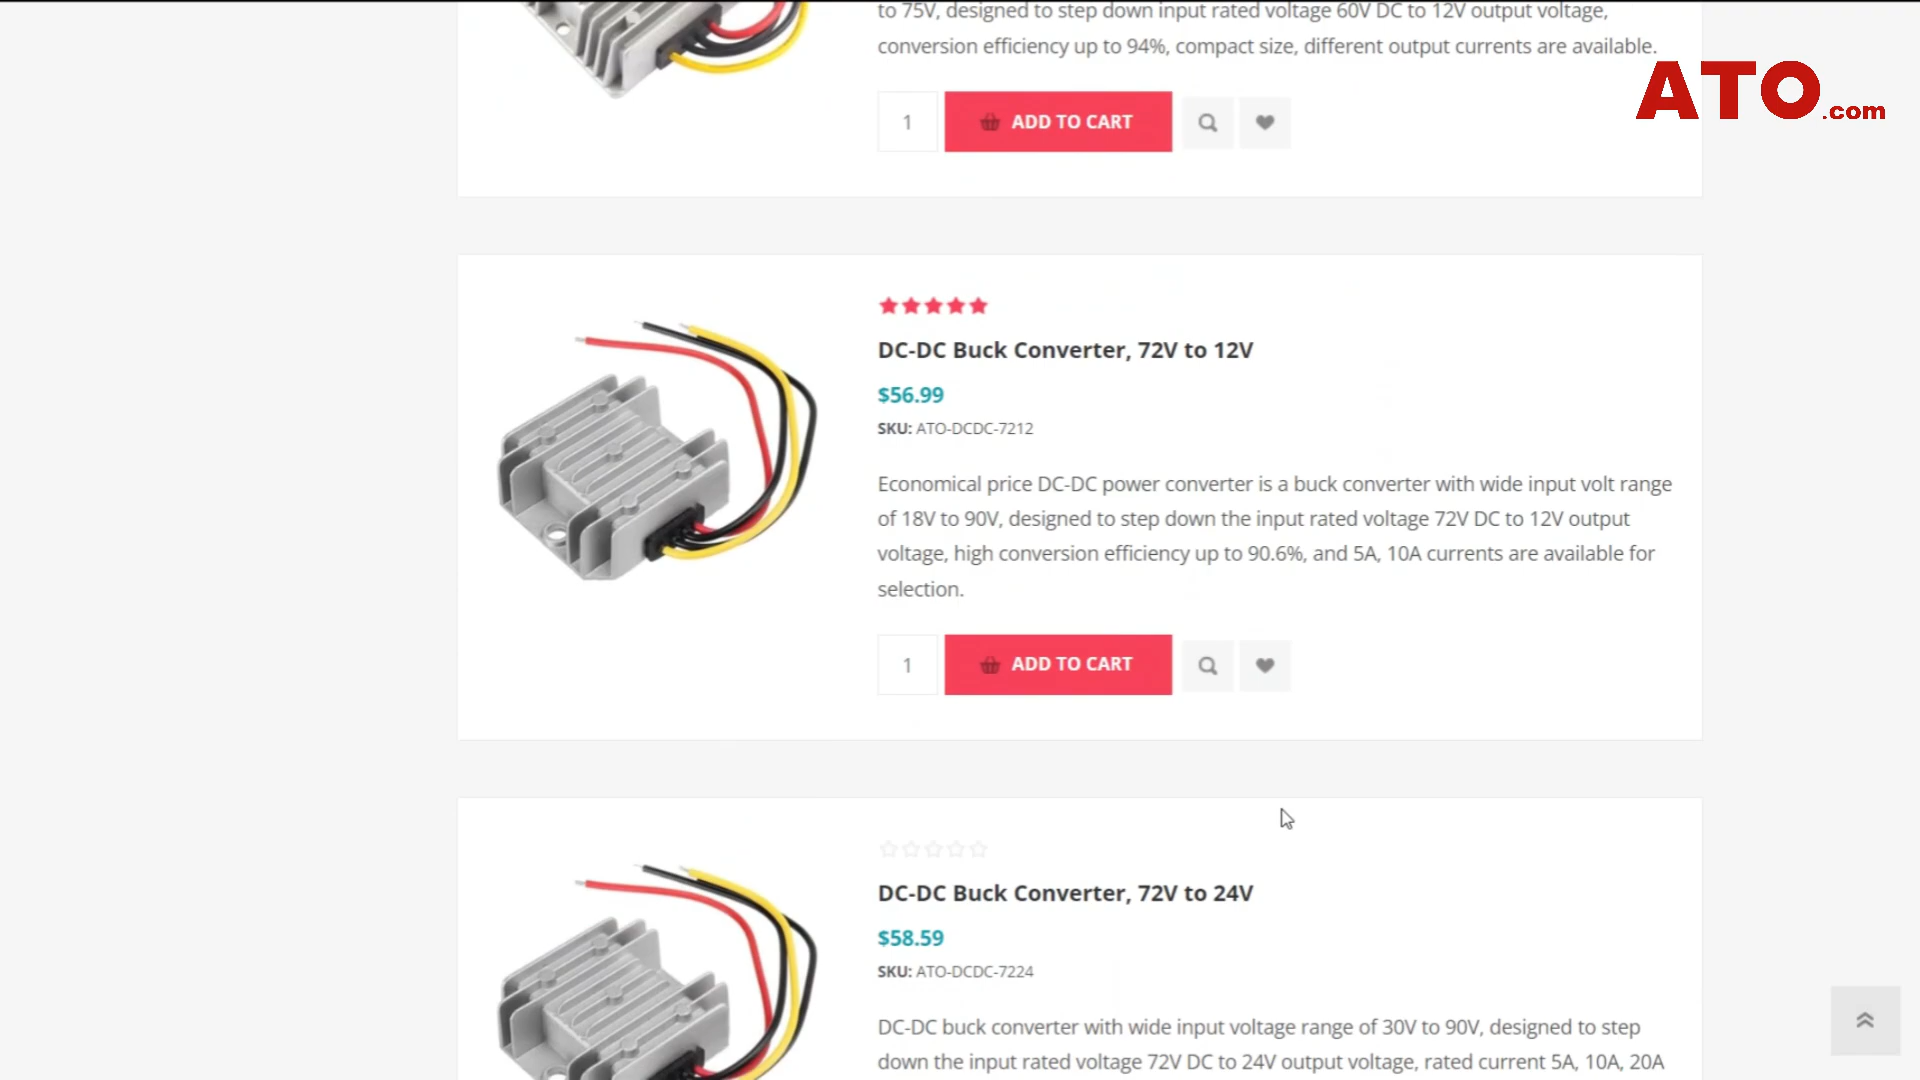 to 75V, designed to step down input rated voltage 60V DC to 12V output voltage,
conversion efficiency up to 94%, compact size, different output currents are available.
ATO.com
1
ADD TO CART
DC-DC Buck Converter, 72V to 12V
$56.99
SKU: ATO-DCDC-7212
Economical price DC-DC power converter is a buck converter with wide input volt range
of 18V to 90V, designed to step down the input rated voltage 72V DC to 12V output
voltage, high conversion efficiency up to 90.6%, and 5A, 10A currents are available for
selection.
1
ADD TO CART
DC-DC Buck Converter, 72V to 24V
$58.59
SKU: ATO-DCDC-7224
DC-DC buck converter with wide input voltage range of 30V to 90V, designed to step
down the input rated voltage 72V DC to 24V output voltage, rated current 5A, 10A, 20A